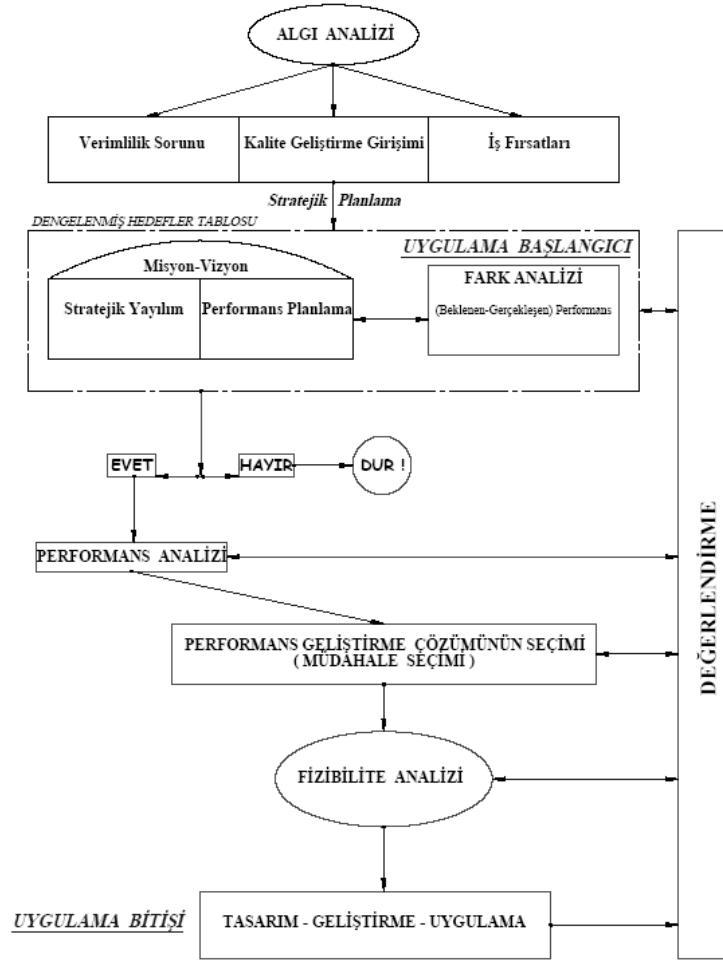 ALGI ANALİZİ
Verimlilik Sorunu
Kalite Geliştirme Girişimi
İş Fırsatları
Stratejik Planlama
DENGELENMİŞ HEDEFLER TABLOSU
UYGULAMA BAŞLANGICI
Misyon-Vizyon
Stratejik Yayılım
Performans Planlama
FARK ANALİZİ
(Beklenen-Gerçekleşen) Performans
EVET
HAYIR
DUR !
PERFORMANS ANALİZİ
PERFORMANS GELİŞTİRME ÇÖZÜMÜNÜN SEÇİMİ
( MÜDAHALE SEÇİMİ )
FİZİBİLİTE ANALİZİ
UYGULAMA BİTİŞİ
TASARIM - GELİŞTİRME - UYGULAMA
DEĞERLENDİRME